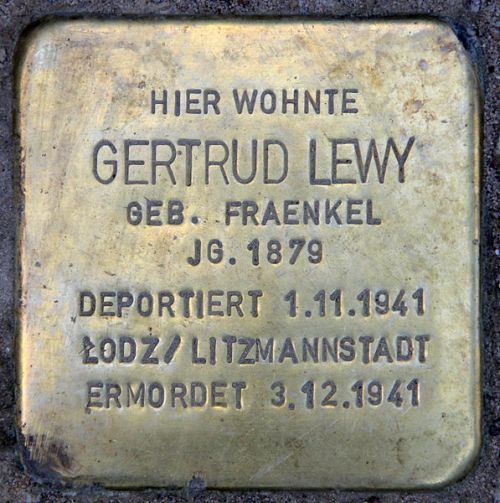 HIER WOHNTE
GERTRUD LEWY
GEB. FRAENKEL
JG. 1879
DEPORTIERT 1.11.1941
ŁODZ/LITZMANNSTADT
ERMORDET 3.12.1941